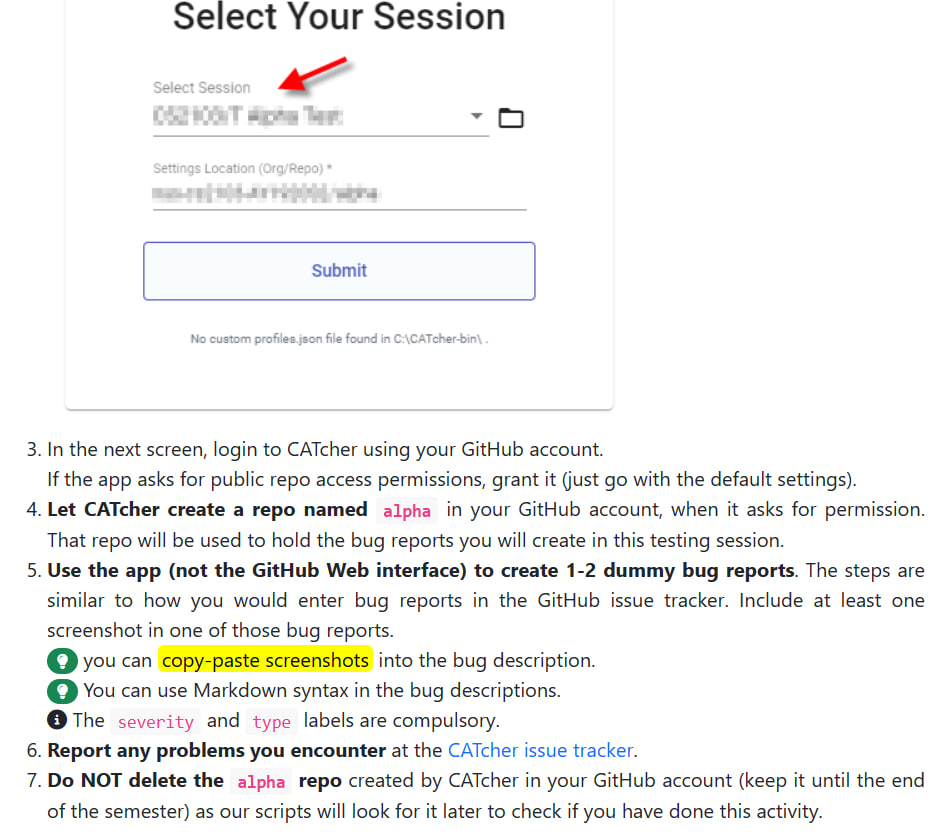 Select Your Session
Select Session
Settings Location (Org/Repo) *
Submit
No custom profiles.json file found in C:\CATcher-bin\ .
3. In the next screen, login to CATcher using your GitHub account.
If the app asks for public repo access permissions, grant it (just go with the default settings).
4. Let CATcher create a repo named alpha in your GitHub account, when it asks for permission.
That repo will be used to hold the bug reports you will create in this testing session.
5. Use the app (not the GitHub Web interface) to create 1-2 dummy bug reports. The steps are
similar to how you would enter bug reports in the GitHub issue tracker. Include at least one
screenshot in one of those bug reports.
you can copy-paste screenshots into the bug description.
You can use Markdown syntax in the bug descriptions.
The severity and type labels are compulsory.
6. Report any problems you encounter at the CATcher issue tracker.
7. Do NOT delete the alpha repo created by CATcher in your GitHub account (keep it until the end
of the semester) as our scripts will look for it later to check if you have done this activity.